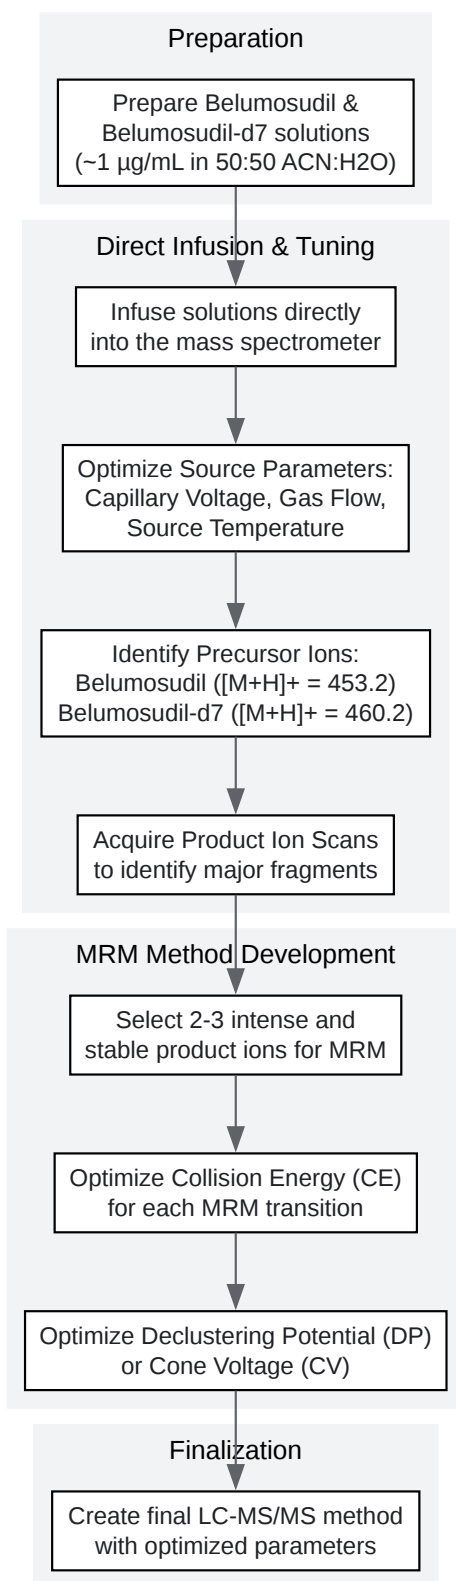 Preparation
Prepare Belumosudil &
Belumosudil-d7 solutions
(~1 µg/mL in 50:50 ACN:H2O)
Direct Infusion & Tuning
Infuse solutions directly
into the mass spectrometer
Optimize Source Parameters:
Capillary Voltage, Gas Flow,
Source Temperature
Identify Precursor Ions:
Belumosudil ([M+H]+ = 453.2)
Belumosudil-d7 ([M+H]+ = 460.2)
Acquire Product Ion Scans
to identify major fragments
MRM Method Development
Select 2-3 intense and
stable product ions for MRM
Optimize Collision Energy (CE)
for each MRM transition
Optimize Declustering Potential (DP)
or Cone Voltage (CV)
Finalization
Create final LC-MS/MS method
with optimized parameters